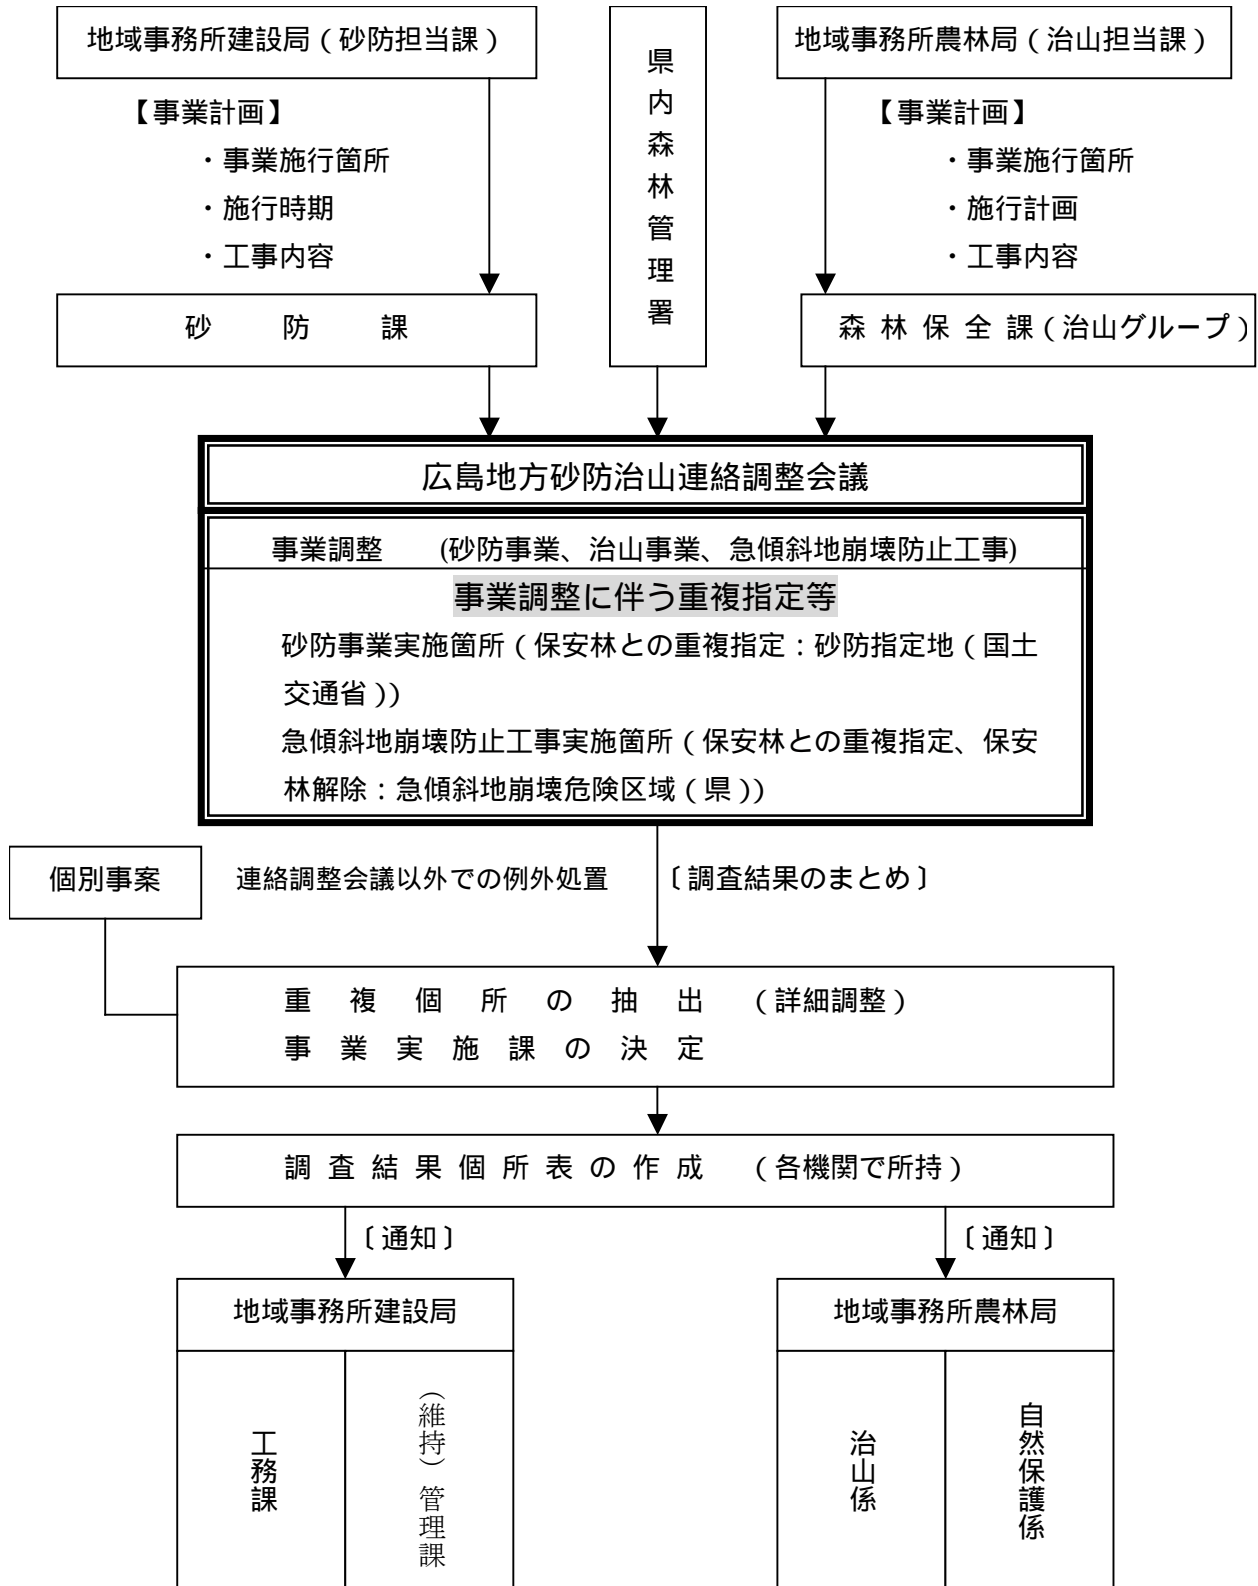 地域事務所建設局（砂防担当課）
県内森林管理署
地域事務所農林局（治山担当課）
【事業計画】
・事業施行箇所
・施行時期
・工事内容
【事業計画】
・事業施行箇所
・施行計画
・工事内容
砂防課
森林保全課（治山グループ）
広島地方砂防治山連絡調整会議
事業調整 (砂防事業、治山事業、急傾斜地崩壊防止工事)
事業調整に伴う重複指定等
砂防事業実施箇所（保安林との重複指定：砂防指定地（国土
交通省））
急傾斜地崩壊防止工事実施箇所（保安林との重複指定、保安
林解除：急傾斜地崩壊危険区域（県））
個別事案
連絡調整会議以外での例外処置
〔調査結果のまとめ〕
重複個所の抽出 （詳細調整）
事業実施課の決定
調査結果個所表の作成 （各機関で所持）
〔通知〕
〔通知〕
地域事務所建設局
地域事務所農林局
工務課
（維持）管理課
治山係
自然保護係